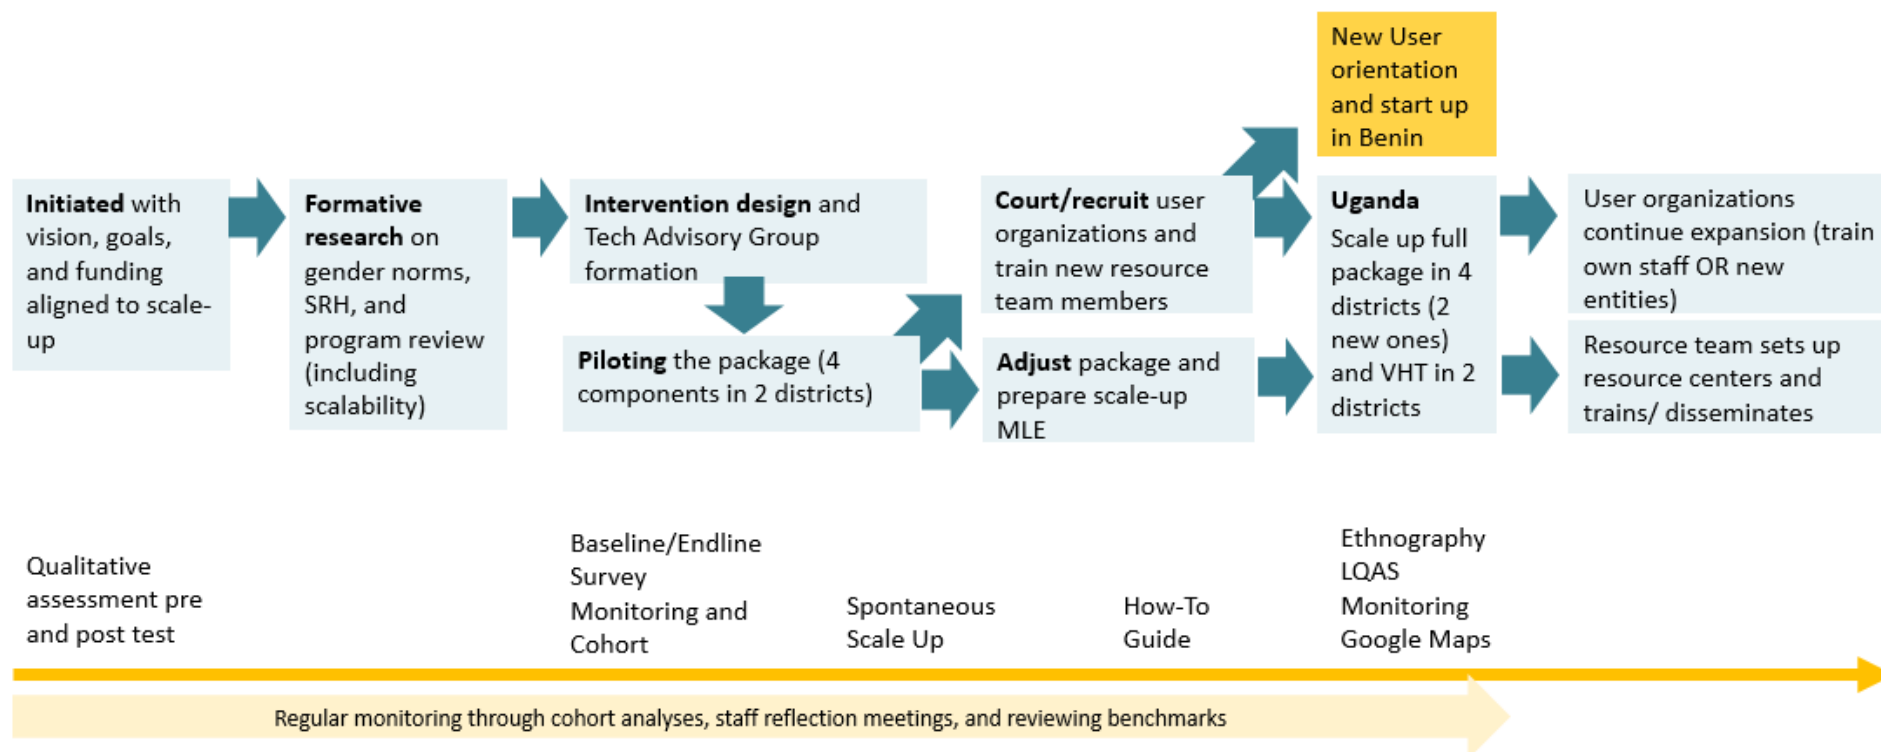 New User
orientation
and start up
in Benin
Initiated with
vision, goals,
and funding
aligned to scale-
up
Formative
research on
gender norms,
SRH, and
program review
(including
scalability)
Intervention design and
Tech Advisory Group
formation
Piloting the package (4
components in 2 districts)
Court/recruit user
organizations and
train new resource
team members
Adjust package and
prepare scale-up
MLE
Uganda
Scale up full
package in 4
districts (2
new ones)
and VHT in 2
districts
User organizations
continue expansion (train
own staff OR new
entities)
Resource team sets up
resource centers and
trains/ disseminates
Qualitative
assessment pre
and post test
Baseline/Endline
Survey
Monitoring and
Cohort
Spontaneous
Scale Up
How-To
Guide
Ethnography
LQAS
Monitoring
Google Maps
Regular monitoring through cohort analyses, staff reflection meetings, and reviewing benchmarks